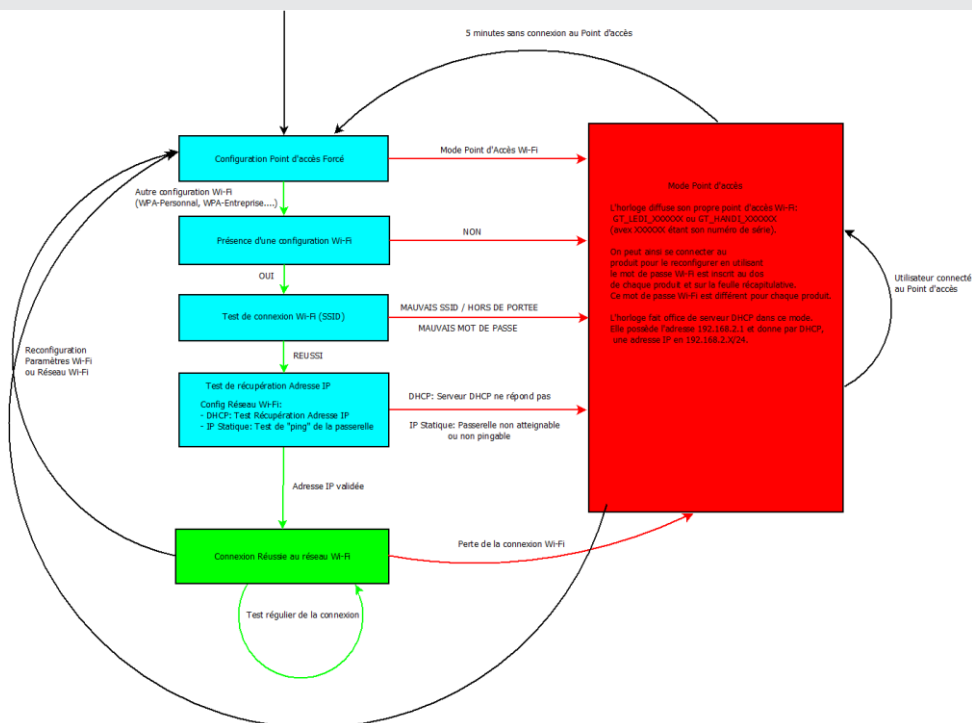 5 minutes sans connexion au Point d'accès
Configuration Point d'accès Forcé
Mode Point d'Accès Wi-Fi
Autre configuration Wi-Fi
(WPA-Personnal, WPA-Entreprise....)
Présence d'une configuration Wi-Fi
NON
OUI
Test de connexion Wi-Fi (SSID)
MAUVAIS SSID / HORS DE PORTEE
MAUVAIS MOT DE PASSE
REUSSI
Reconfiguration
Paramètres Wi-Fi
ou Réseau Wi-Fi
Test de récupération Adresse IP
Config Réseau Wi-Fi:
- DHCP: Test Récupération Adresse IP
- IP Statique: Test de "ping" de la passerelle
DHCP: Serveur DHCP ne répond pas
IP Statique: Passerelle non atteignable
ou non pingable
Adresse IP validée
Connexion Réussie au réseau Wi-Fi
Perte de la connexion Wi-Fi
Test régulier de la connexion
Mode Point d'accès
L'horloge diffuse son propre point d'accès Wi-Fi:
GT_LEDI_XXXXXX ou GT_HANDI_XXXXXX
(avex XXXXXX étant son numéro de série).
On peut ainsi se connecter au
produit pour le reconfigurer en utilisant
le mot de passe Wi-Fi est inscrit au dos
de chaque produit et sur la feuille récapitulative.
Ce mot de passe Wi-Fi est différent pour chaque produit.
L'horloge fait office de serveur DHCP dans ce mode.
Elle possède l'adresse 192.168.2.1 et donne par DHCP,
une adresse IP en 192.168.2.X/24.
Utilisateur connecté
au Point d'accès